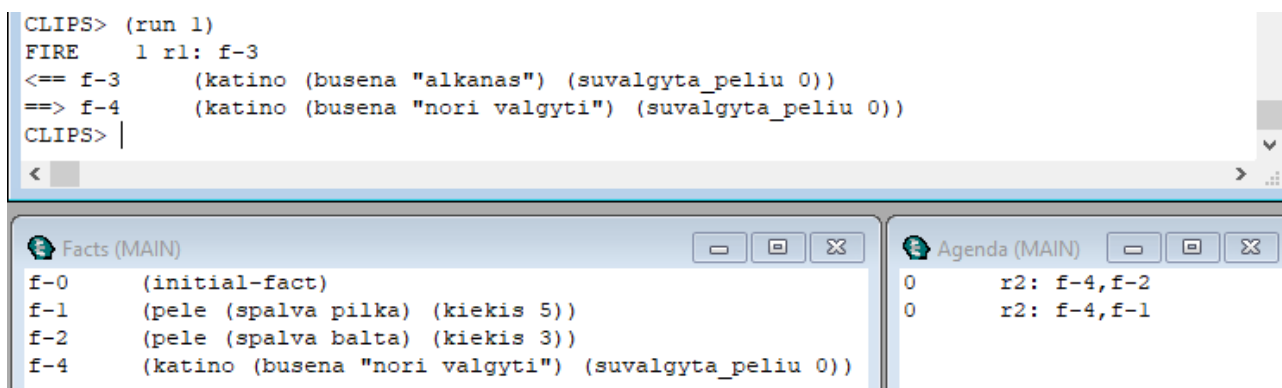 CLIPS> (run 1)
FIRE    1 r1: f-3
<== f-3     (katino (busena "alkanas") (suvalgyta_peliu 0))
==> f-4     (katino (busena "nori valgyti") (suvalgyta_peliu 0))
CLIPS>
Facts (MAIN)
f-0     (initial-fact)
f-1     (pele (spalva pilka) (kiekis 5))
f-2     (pele (spalva balta) (kiekis 3))
f-4     (katino (busena "nori valgyti") (suvalgyta_peliu 0))
Agenda (MAIN)
0       r2: f-4,f-2
0       r2: f-4,f-1